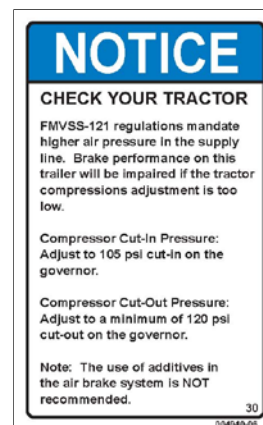 NOTICE
CHECK YOUR TRACTOR
FMVSS-121 regulations mandate
higher air pressure in the supply
line. Brake performance on this
trailer will be impaired if the tractor
compressions adjustment is too
low.
Compressor Cut-In Pressure:
Adjust to 105 psi cut-in on the
governor.
Compressor Cut-Out Pressure:
Adjust to a minimum of 120 psi
cut-out on the governor.
Note: The use of additives in
the air brake system is NOT
recommended.
30